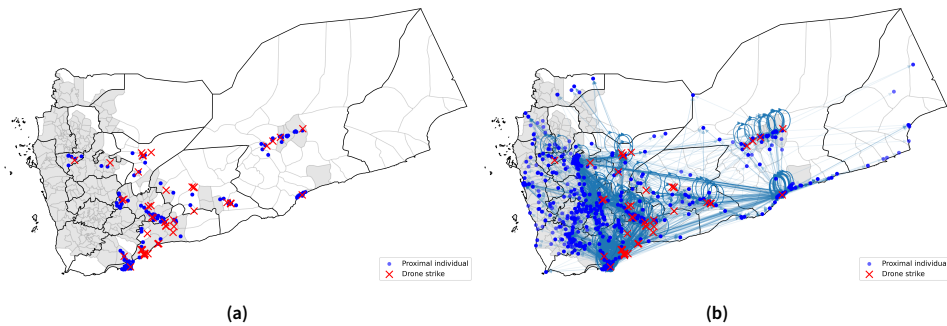 Proximal individual
Drone strike
Proximal individual
Drone strike
(a)
(b)